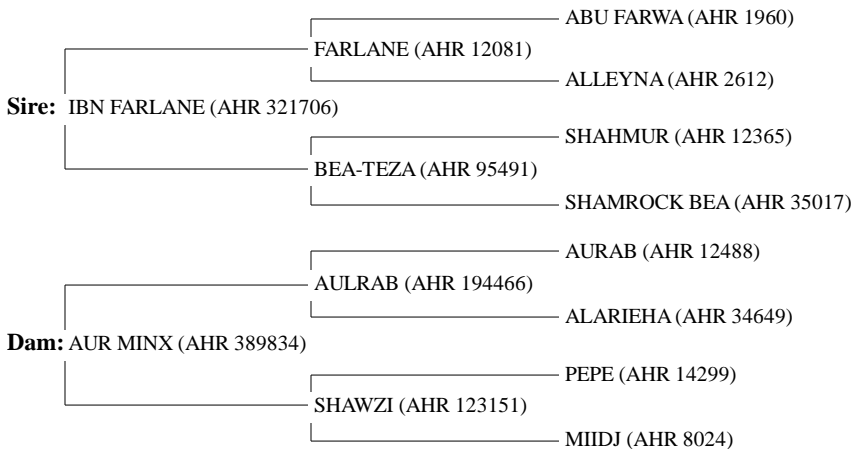 ABU FARWA (AHR 1960)
FARLANE (AHR 12081)
ALLEYNA (AHR 2612)
Sire: IBN FARLANE (AHR 321706)
SHAHMUR (AHR 12365)
BEA-TEZA (AHR 95491)
SHAMROCK BEA (AHR 35017)
AURAB (AHR 12488)
AULRAB (AHR 194466)
ALARIEHA (AHR 34649)
Dam: AUR MINX (AHR 389834)
PEPE (AHR 14299)
SHAWZI (AHR 123151)
MIIDJ (AHR 8024)